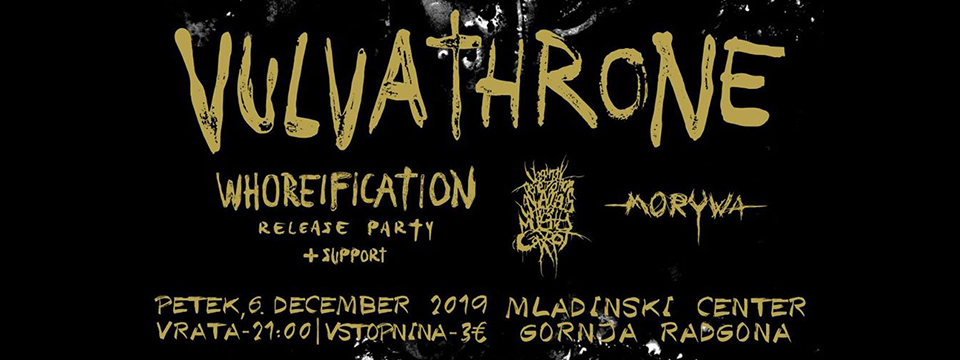 VULVATHRONE
WHOREIFICATION
RELEASE PARTY
+ SUPPORT
MORYWA
PETEK, 6. DECEMBER 2019
VRATA-21:00|VSTOPNINA-3€
MLADINSKI CENTER
GORNJA RADGONA